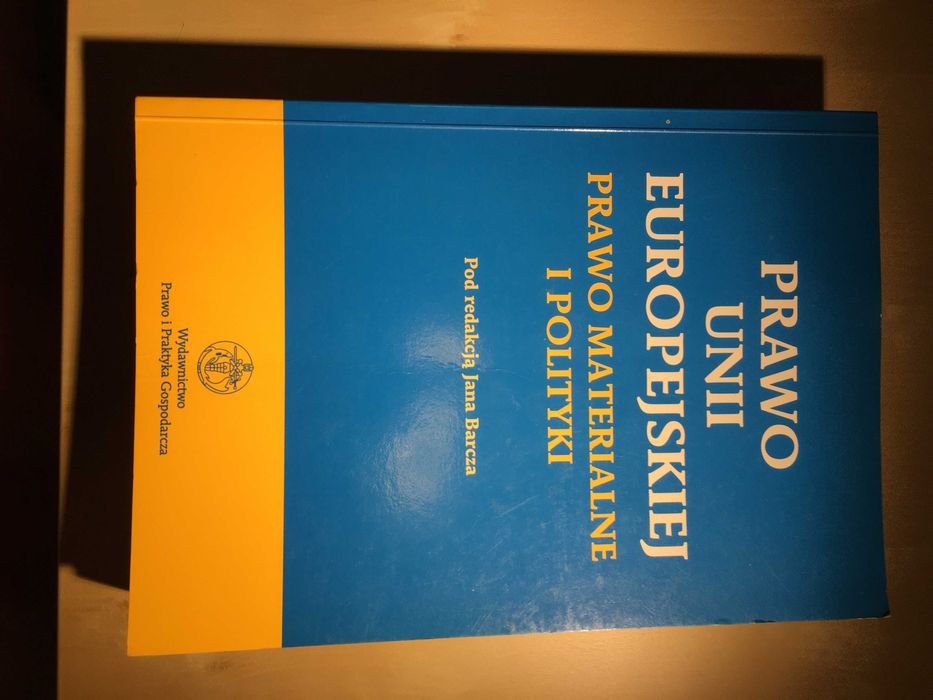 PRAWO
UNII
EUROPEJSKIEJ
PRAWO MATERIALNE
I POLITYKI
Pod redakcją Jana Barcza
Wydawnictwo
Prawo i Praktyka Gospodarcza